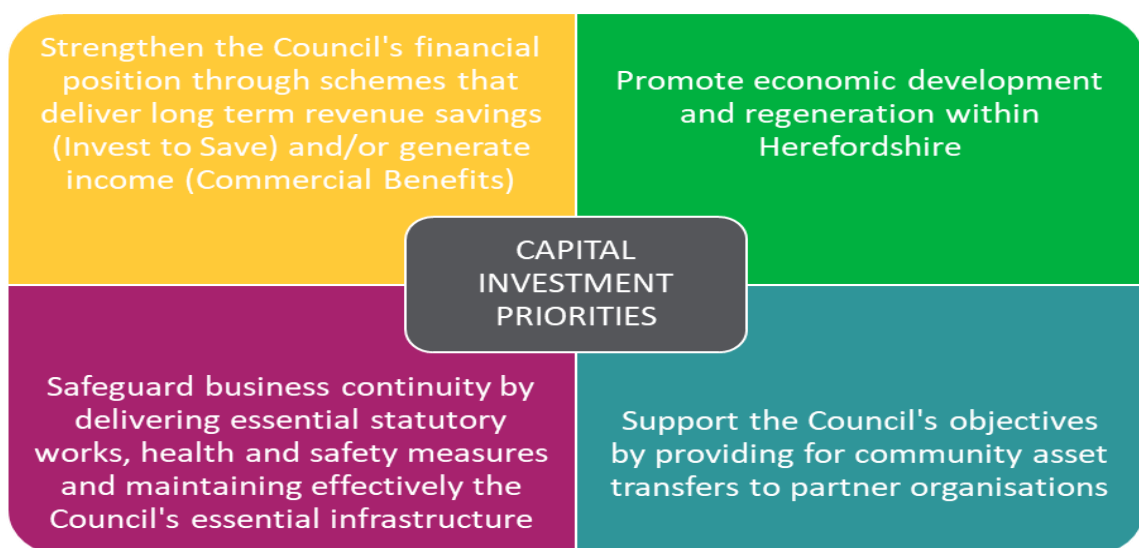 Strengthen the Council's financial
position through schemes that
deliver long term revenue savings
(Invest to Save) and/or generate
income (Commercial Benefits)
Promote economic development
and regeneration within
Herefordshire
CAPITAL
INVESTMENT
PRIORITIES
Safeguard business continuity by
delivering essential statutory
works, health and safety measures
and maintaining effectively the
Council's essential infrastructure
Support the Council's objectives
by providing for community asset
transfers to partner organisations